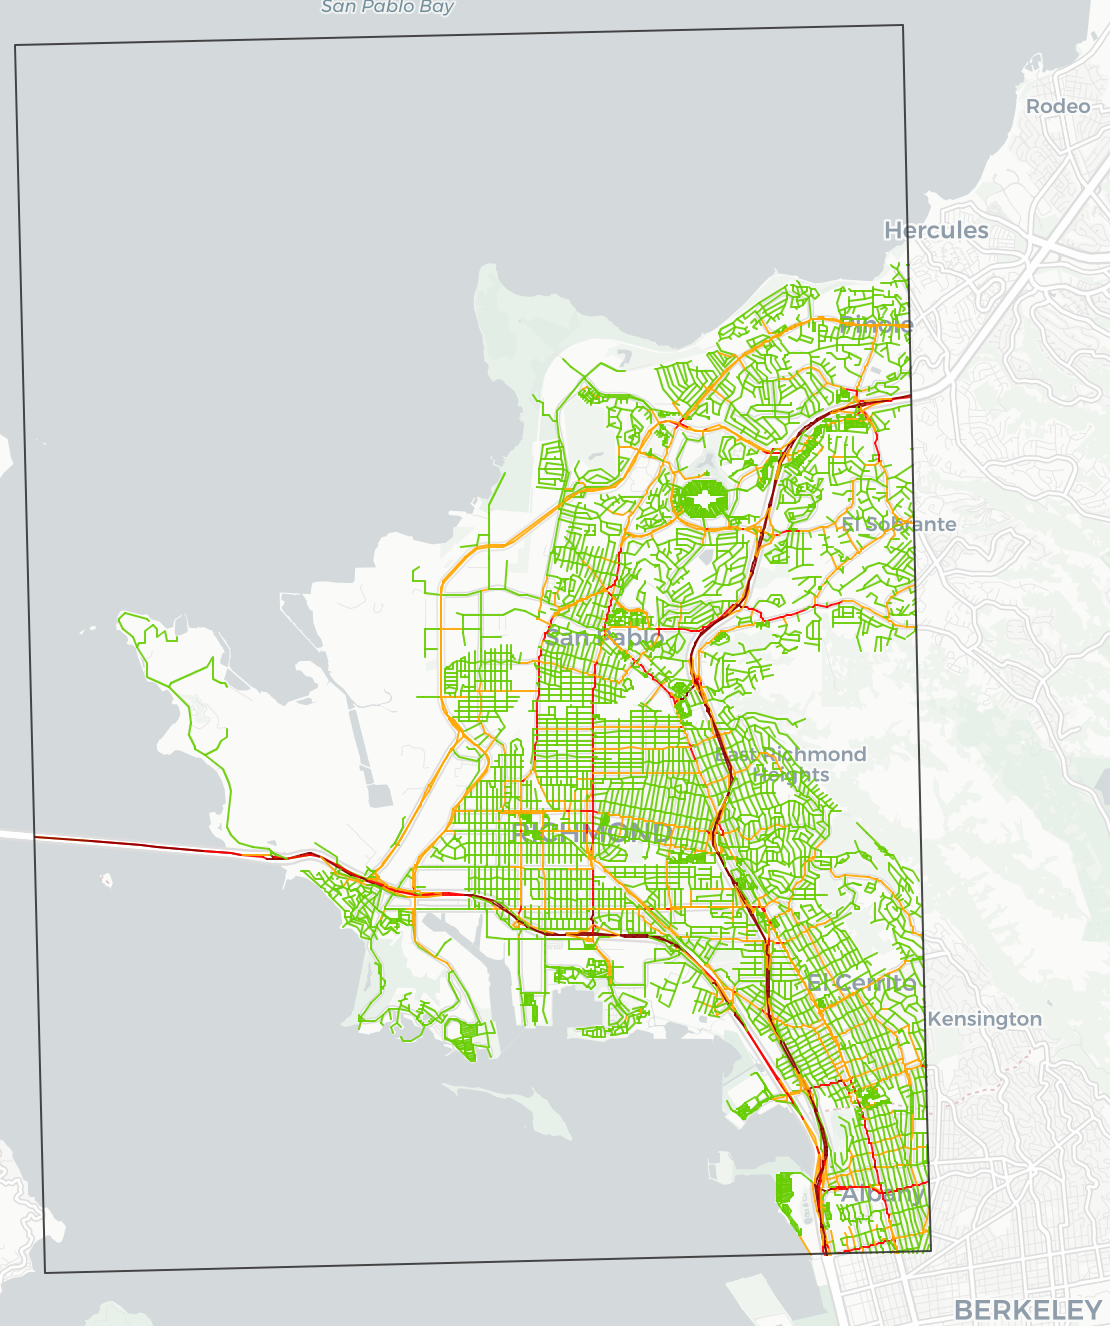 San Pablo Bay
Rodeo
Hercules
Pinole
El Sobrante
San Pablo
East Richmond
Heights
RICHMOND
El Cerrito
Kensington
Albany
BERKELEY